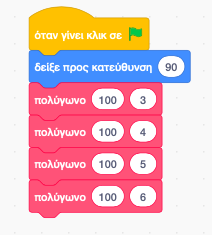 όταν γίνει κλικ σε
δείξε προς κατεύθυνση 90
πολύγωνο 100 3
πολύγωνο 100 4
πολύγωνο 100 5
πολύγωνο 100 6